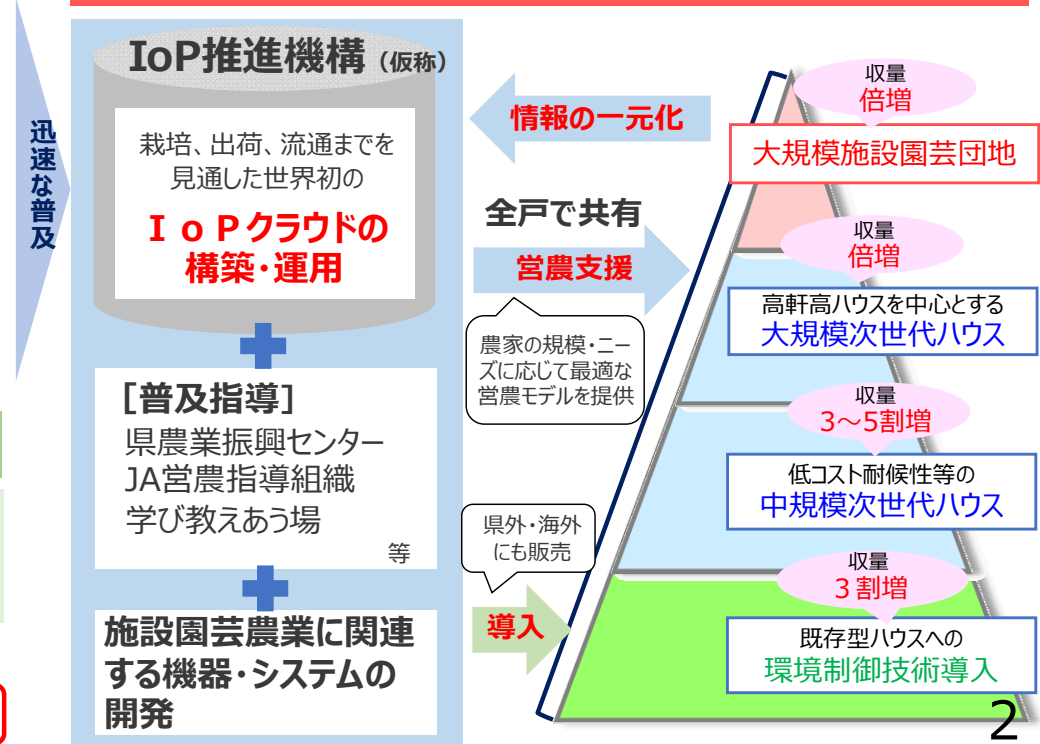 迅速な普及
IoP推進機構（仮称）
栽培、出荷、流通までを
見通した世界初の
ＩｏＰクラウドの
構築・運用
［普及指導］
県農業振興センター
JA営農指導組織
学び教えあう場
等
施設園芸農業に関連
する機器・システムの
開発
情報の一元化
全戸で共有
営農支援
農家の規模・ニー
ズに応じて最適な
営農モデルを提供
県外・海外
にも販売
導入
収量
倍増
大規模施設園芸団地
収量
倍増
高軒高ハウスを中心とする
大規模次世代ハウス
収量
3～5割増
低コスト耐候性等の
中規模次世代ハウス
収量
３割増
既存型ハウスへの
環境制御技術導入
2